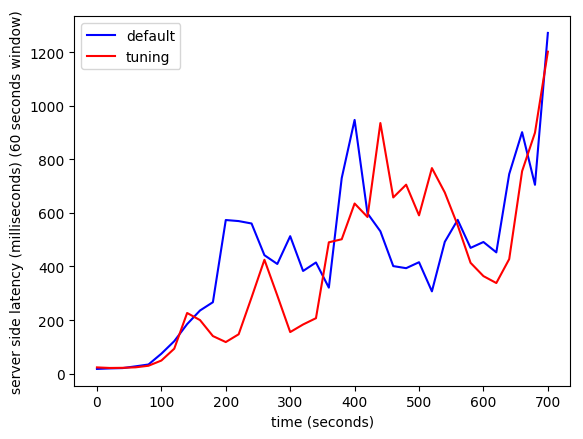 server side latency (milliseconds) (60 seconds window)
1200
1000
800
600
400
200
0
default
tuning
0 100 200 300 400 500 600 700
time (seconds)